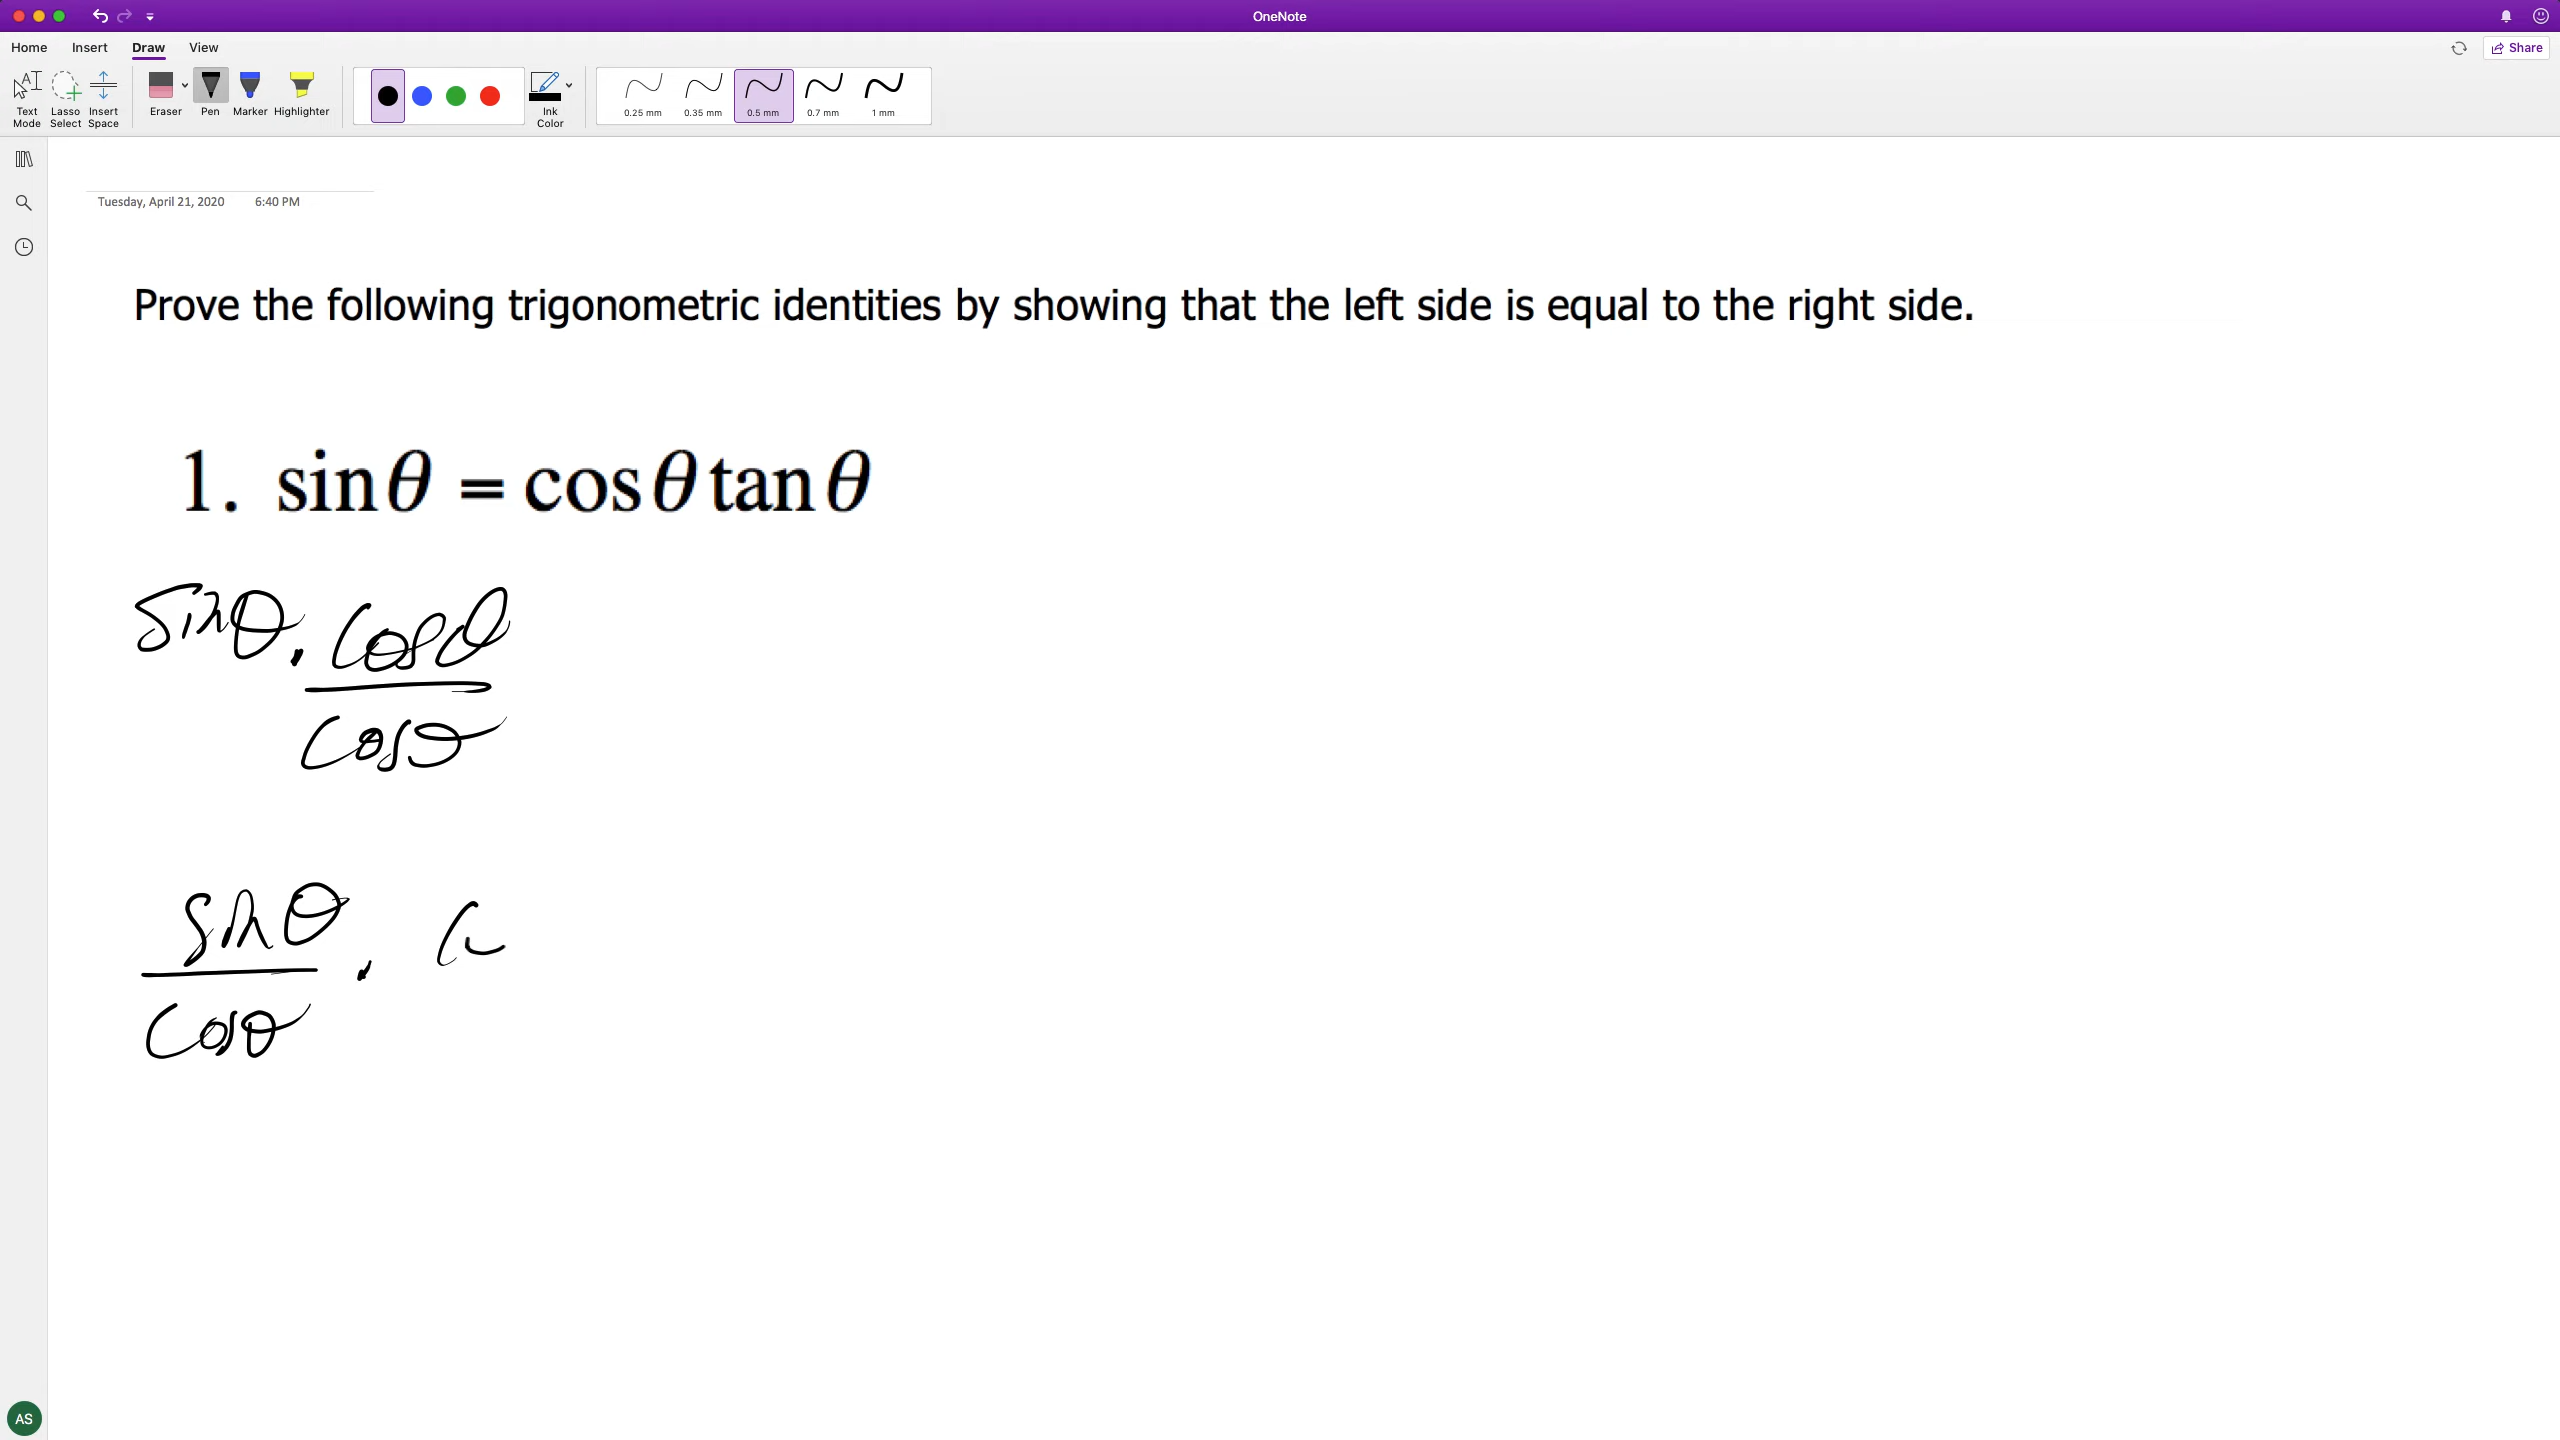 OneNote
Home Insert Draw View Share
Text Mode Lasso Select Insert Space Eraser Pen Marker Highlighter Ink Color 0.25 mm 0.35 mm 0.5 mm 0.7 mm 1 mm
Tuesday, April 21, 2020 6:40 PM
Prove the following trigonometric identities by showing that the left side is equal to the right side.
1. sinθ = cosθ tanθ
sinθ . cosθ
cosθ
sinθ .
cosθ
AS